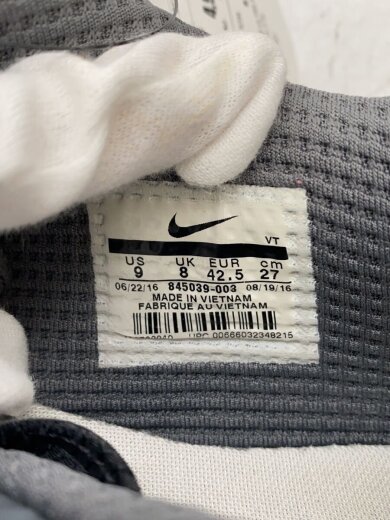 VT
US UK EUR cm
9 8 42.5 27
06/22/16 845039-003 08/19/16
MADE IN VIETNAM
FABRIQUE AU VIETNAM
UPC 00666032348215